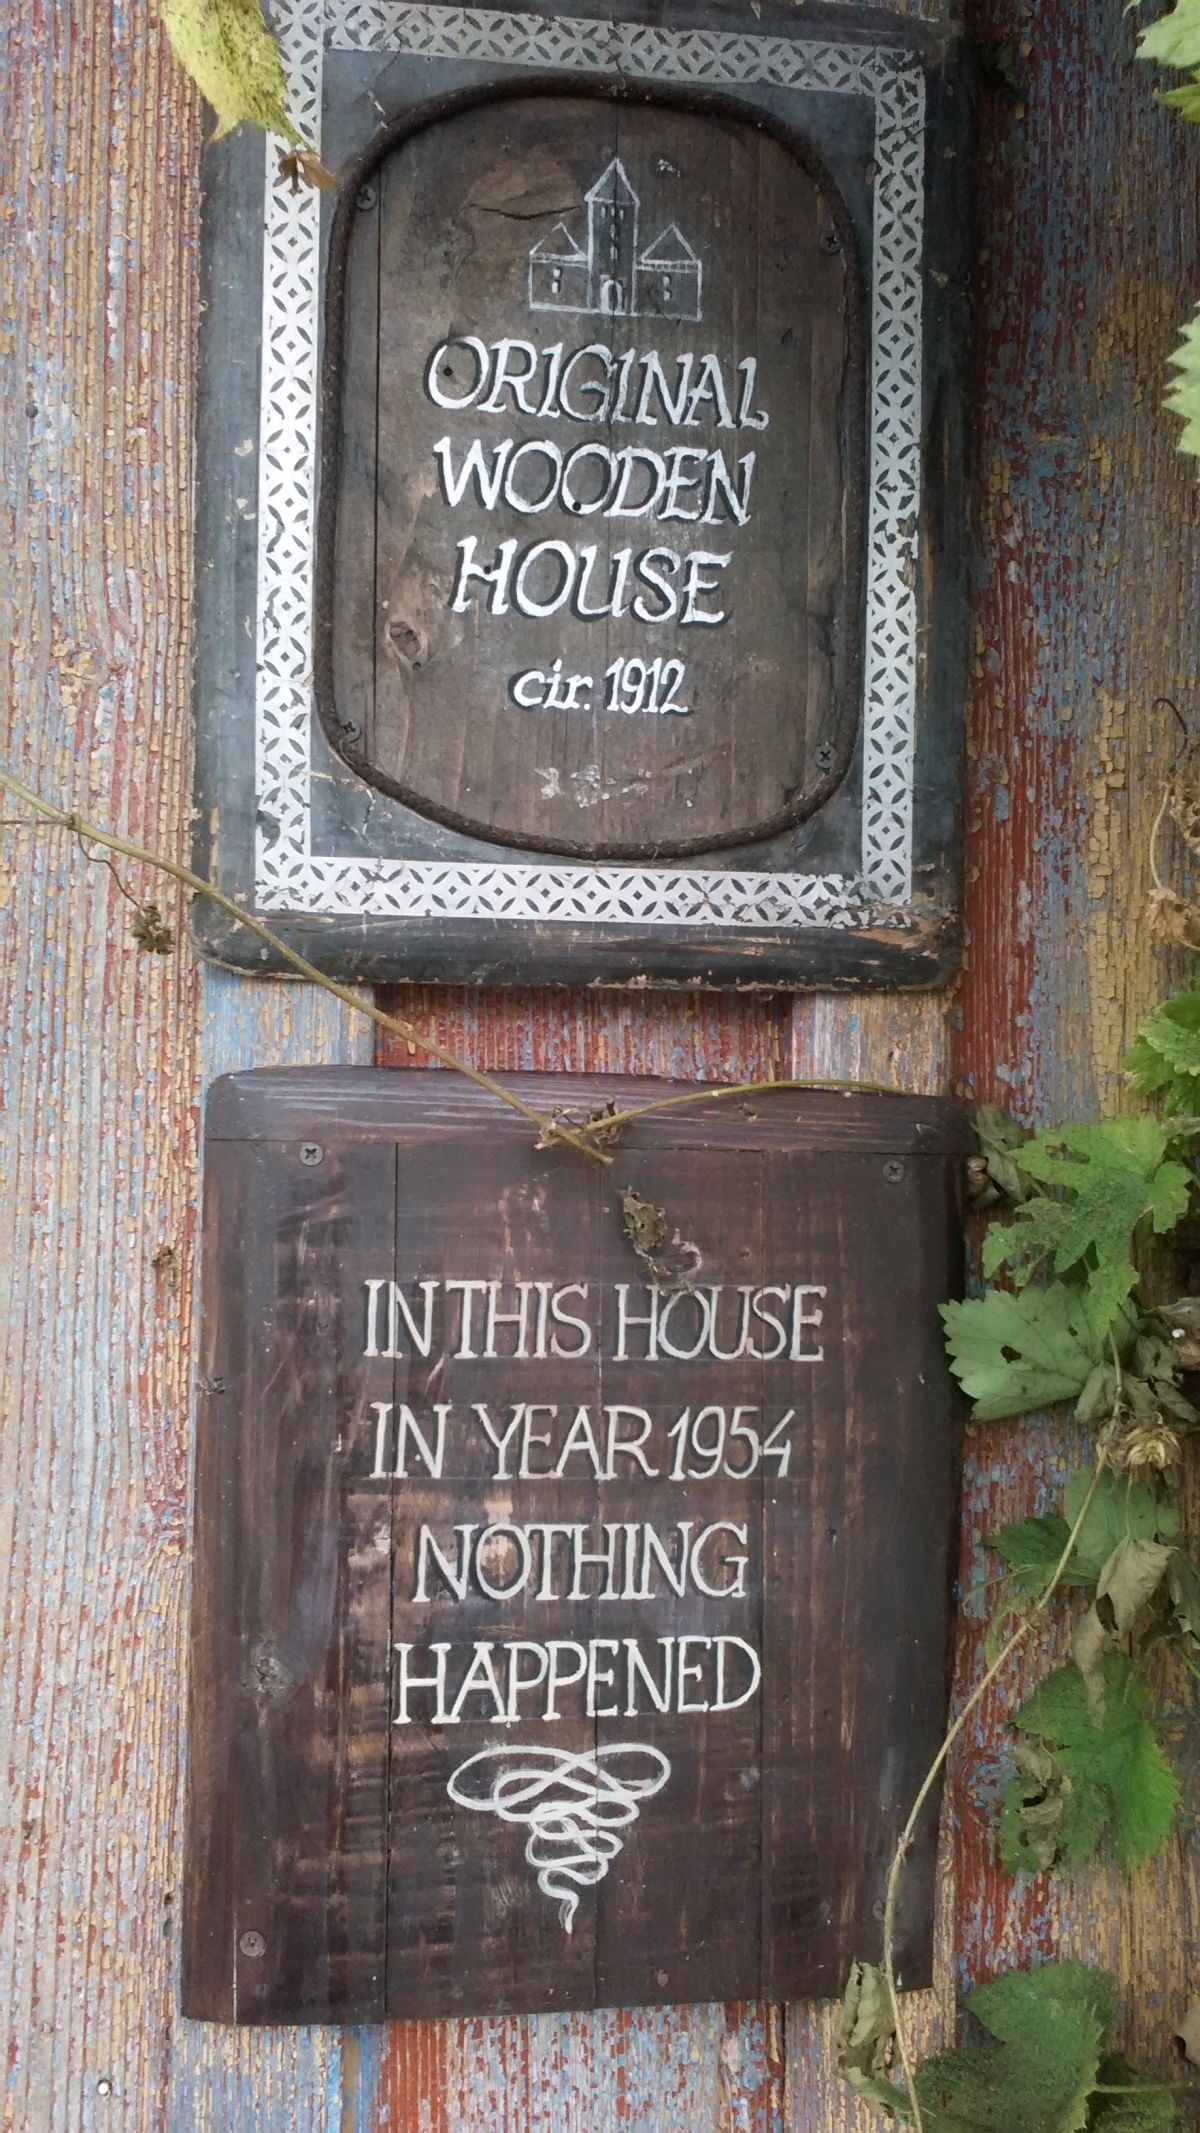 ORIGINAL
WOODEN
HOUSE
cir. 1912
IN THIS HOUSE
IN YEAR 1954
NOTHING
HAPPENED